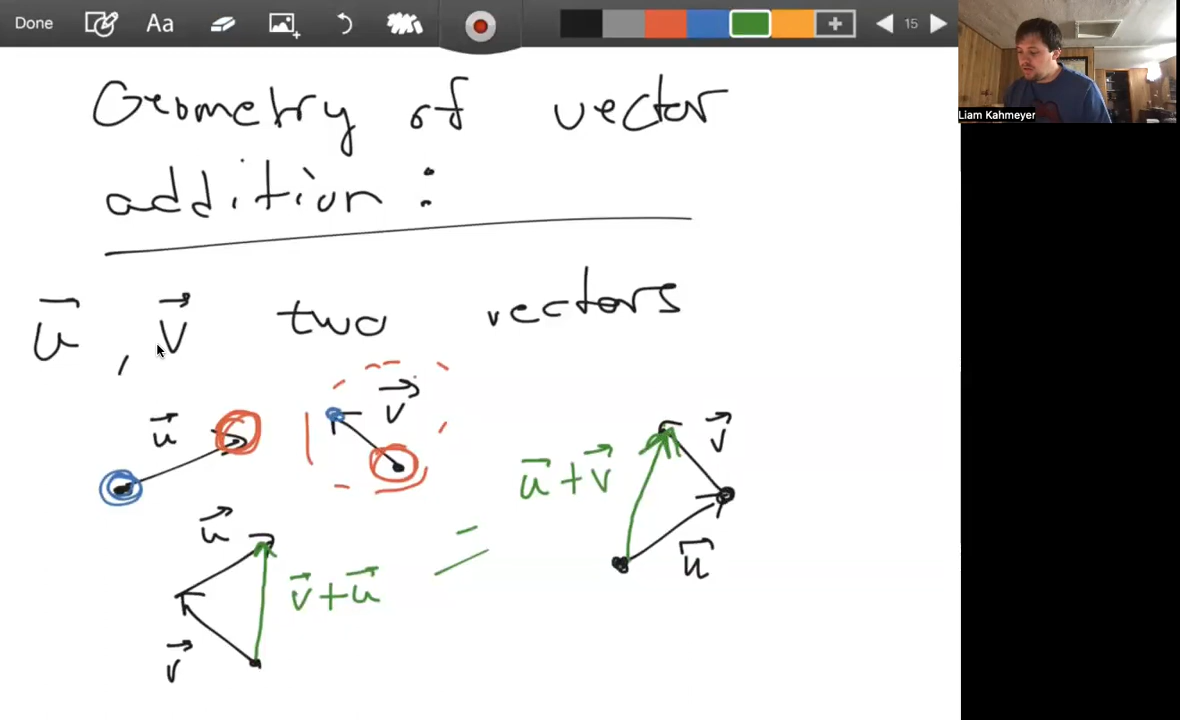 Done
Aa
15
Liam Kahmeyer
Geometry of vector
addition :
u⃗ , v⃗ two vectors
u⃗
v⃗
u⃗
v⃗ + u⃗
v⃗
=
u⃗ + v⃗
v⃗
u⃗